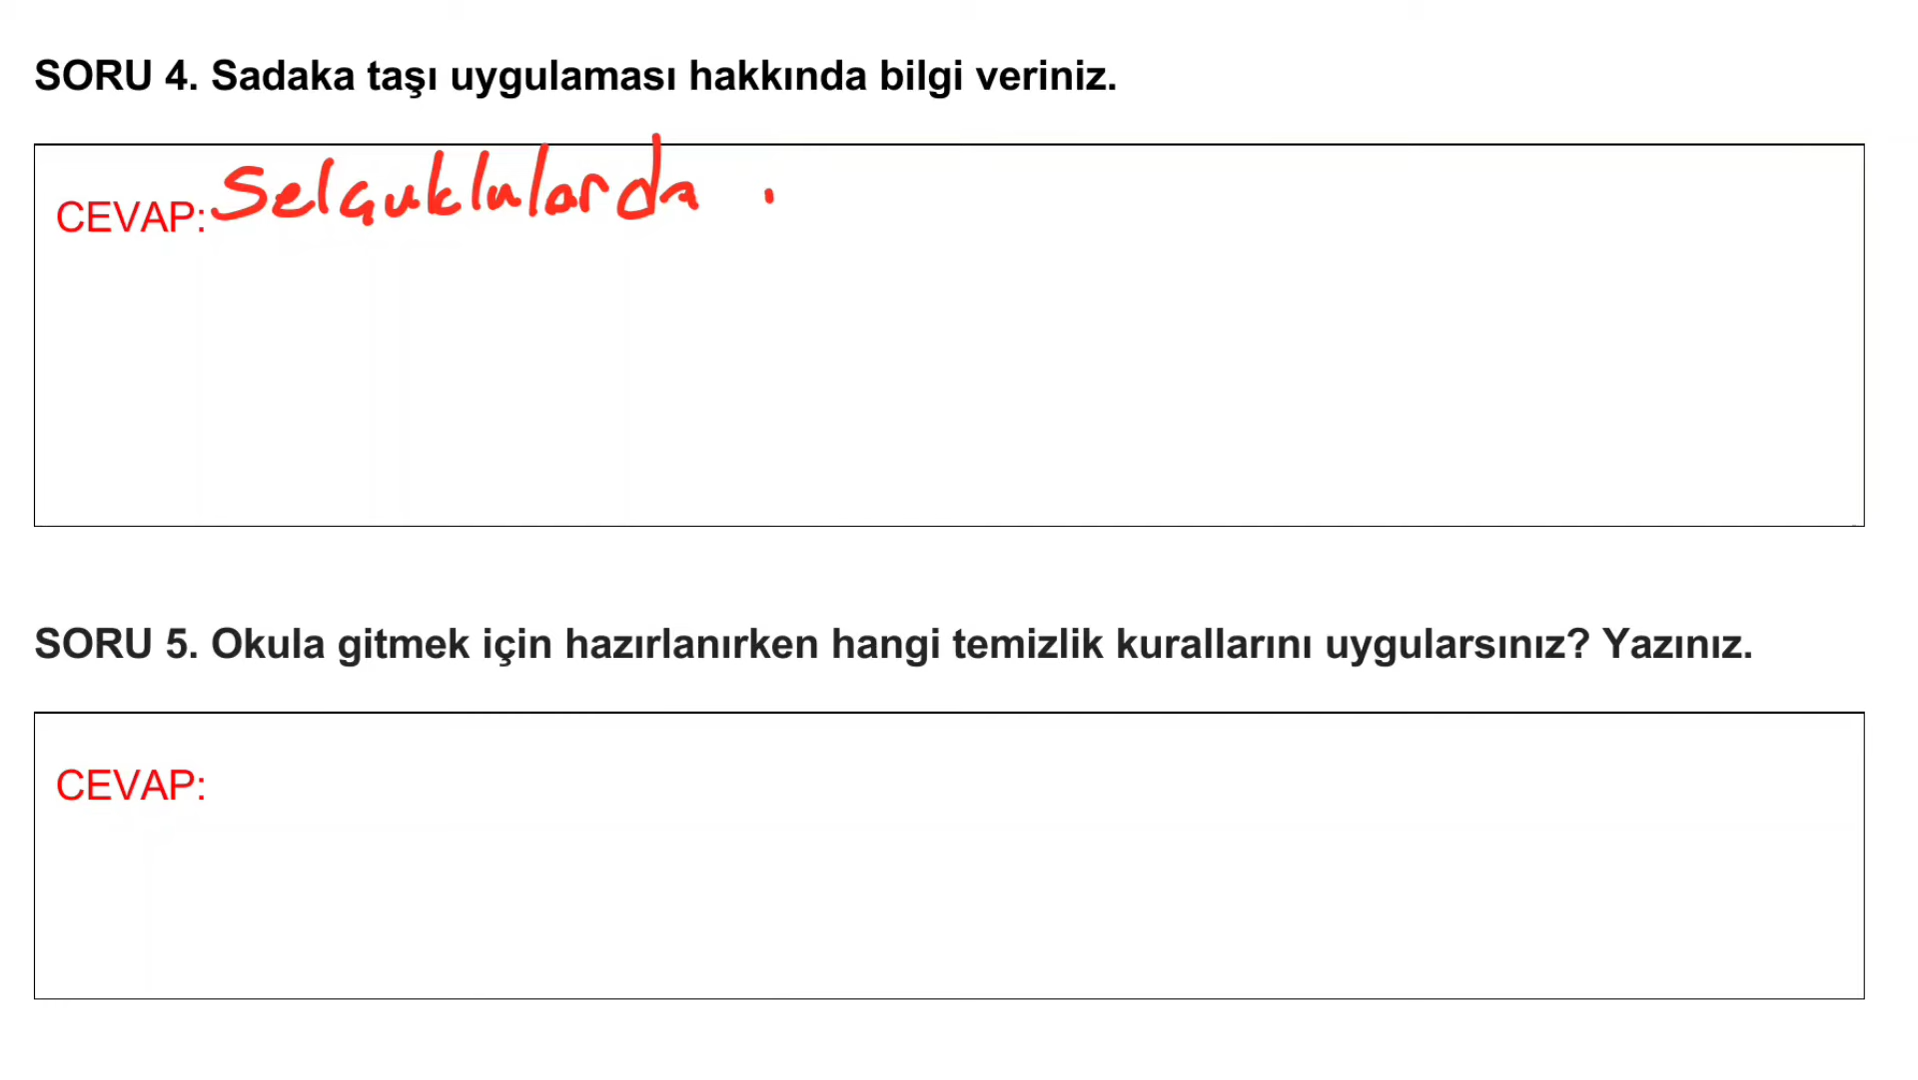 SORU 4. Sadaka taşı uygulaması hakkında bilgi veriniz.
CEVAP: Selçuklularda .
SORU 5. Okula gitmek için hazırlanırken hangi temizlik kurallarını uygularsınız? Yazınız.
CEVAP: